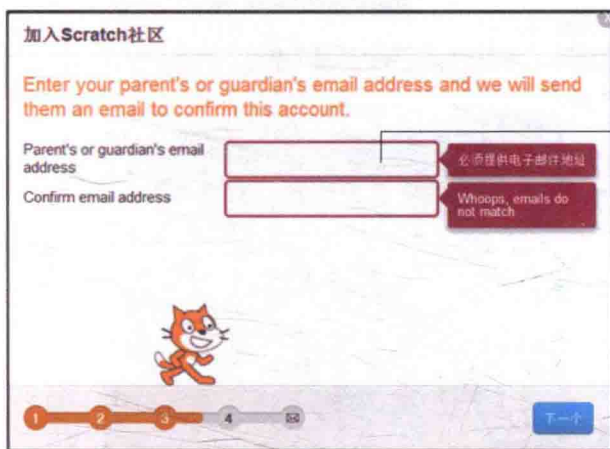 加入Scratch社区
Enter your parent's or guardian's email address and we will send
them an email to confirm this account.
Parent's or guardian's email
address
必须提供电子邮件地址
Confirm email address
Whoops, emails do
not match
1 2 3 4
下一个